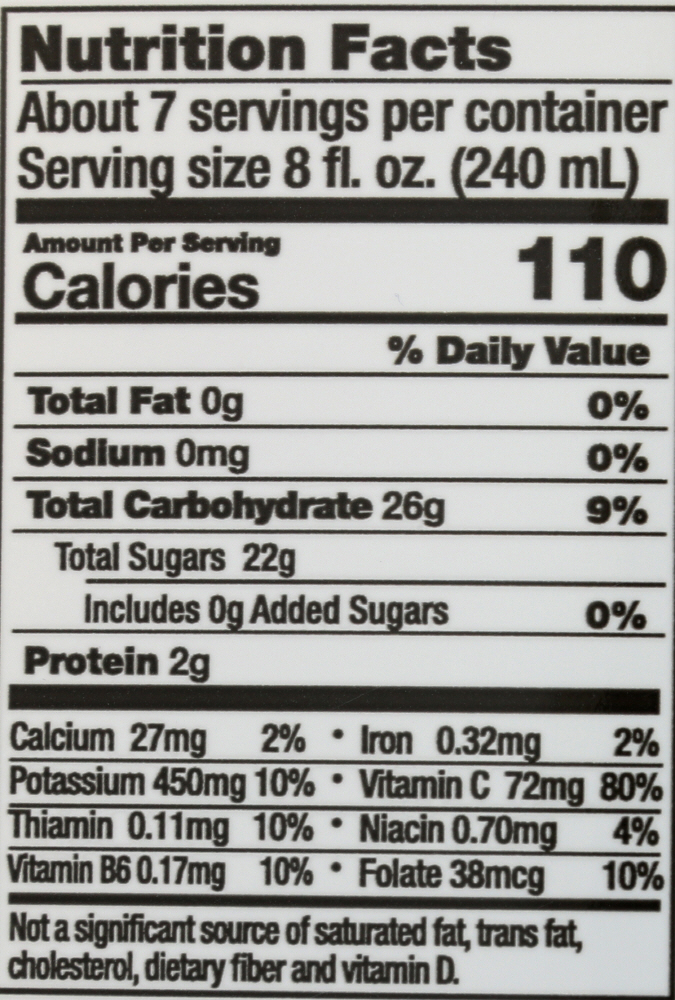 Nutrition Facts
About 7 servings per container
Serving size 8 fl. oz. (240 mL)
Amount Per Serving
Calories 110
% Daily Value
Total Fat 0g 0%
Sodium 0mg 0%
Total Carbohydrate 26g 9%
Total Sugars 22g
Includes 0g Added Sugars 0%
Protein 2g
Calcium 27mg 2% • Iron 0.32mg 2%
Potassium 450mg 10% • Vitamin C 72mg 80%
Thiamin 0.11mg 10% • Niacin 0.70mg 4%
Vitamin B6 0.17mg 10% • Folate 38mcg 10%
Not a significant source of saturated fat, trans fat,
cholesterol, dietary fiber and vitamin D.